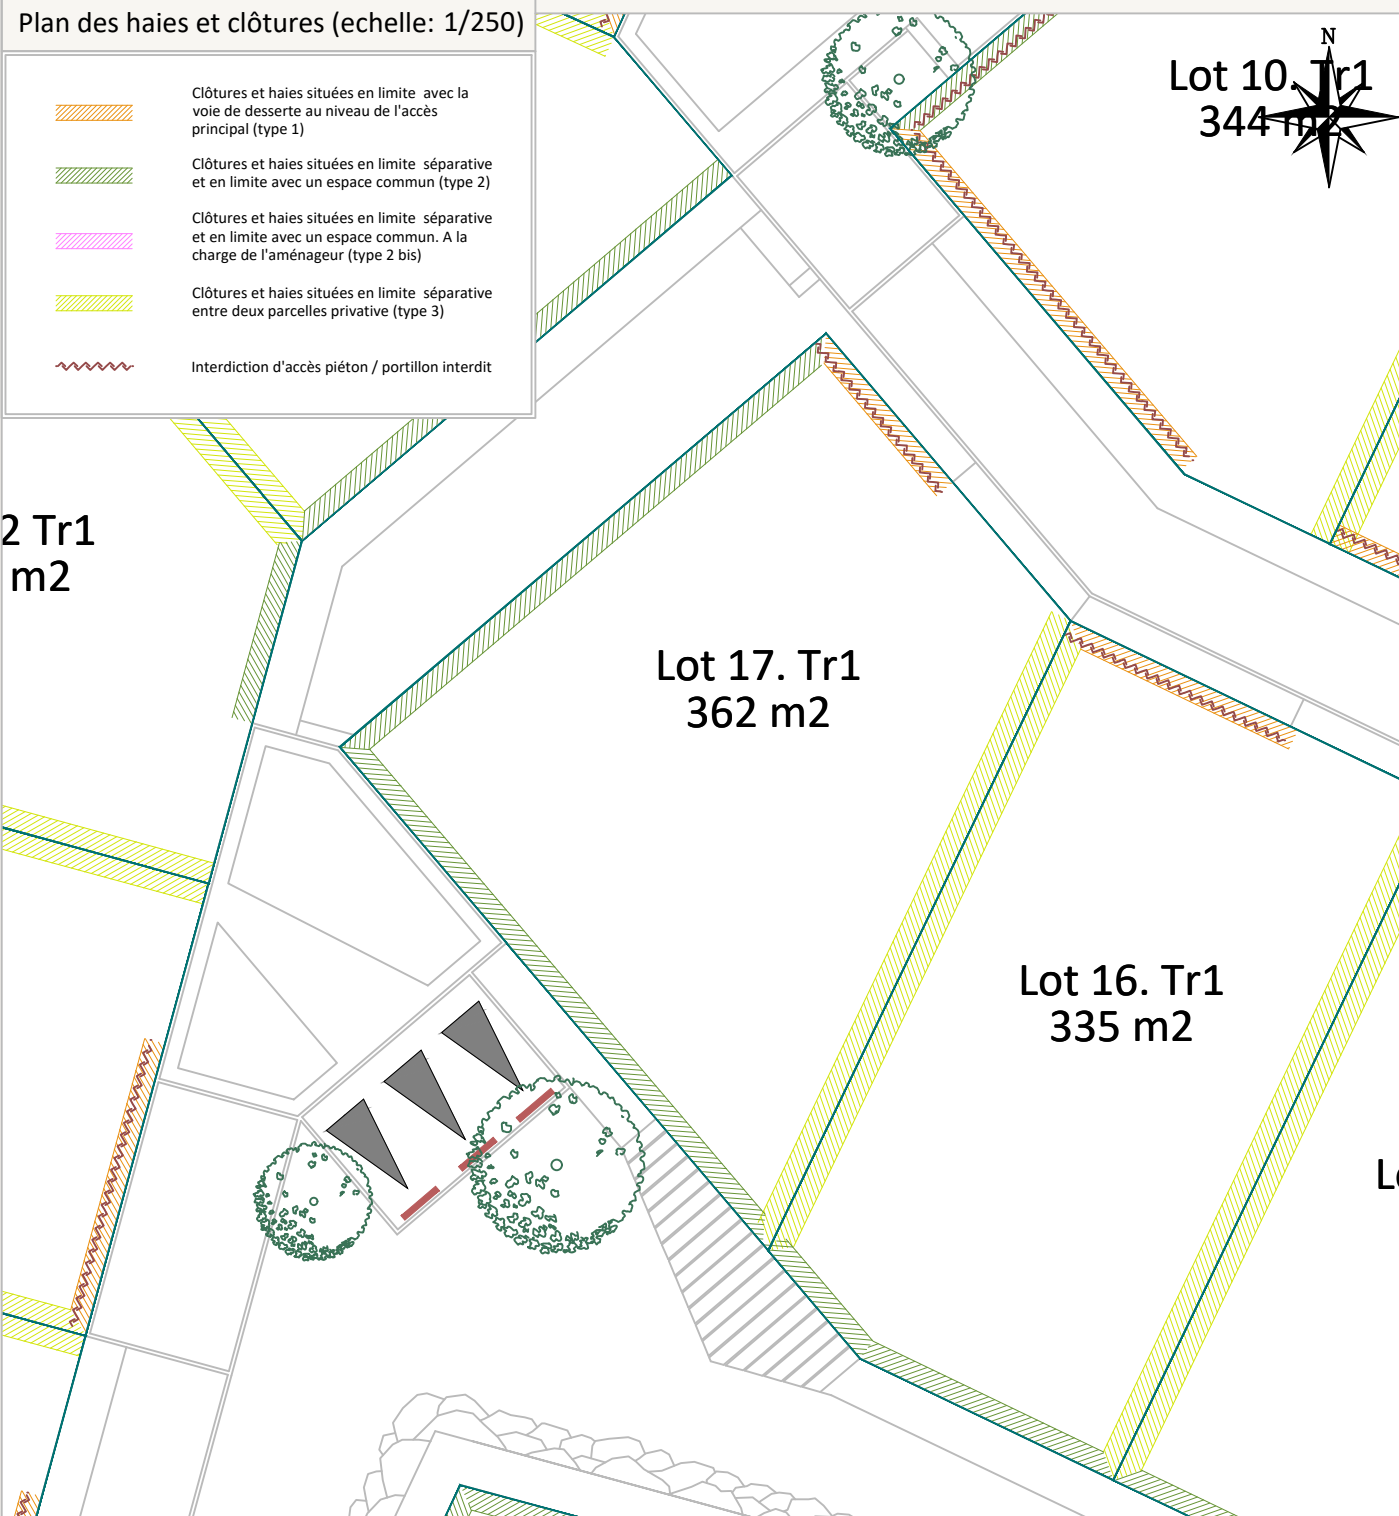 Plan des haies et clôtures (echelle: 1/250)
Clôtures et haies situées en limite avec la
voie de desserte au niveau de l'accès
principal (type 1)
Clôtures et haies situées en limite séparative
et en limite avec un espace commun (type 2)
Clôtures et haies situées en limite séparative
et en limite avec un espace commun. A la
charge de l'aménageur (type 2 bis)
Clôtures et haies situées en limite séparative
entre deux parcelles privative (type 3)
Interdiction d'accès piéton / portillon interdit
N
Lot 10. Tr1
344 m2
2 Tr1
m2
Lot 17. Tr1
362 m2
Lot 16. Tr1
335 m2
L